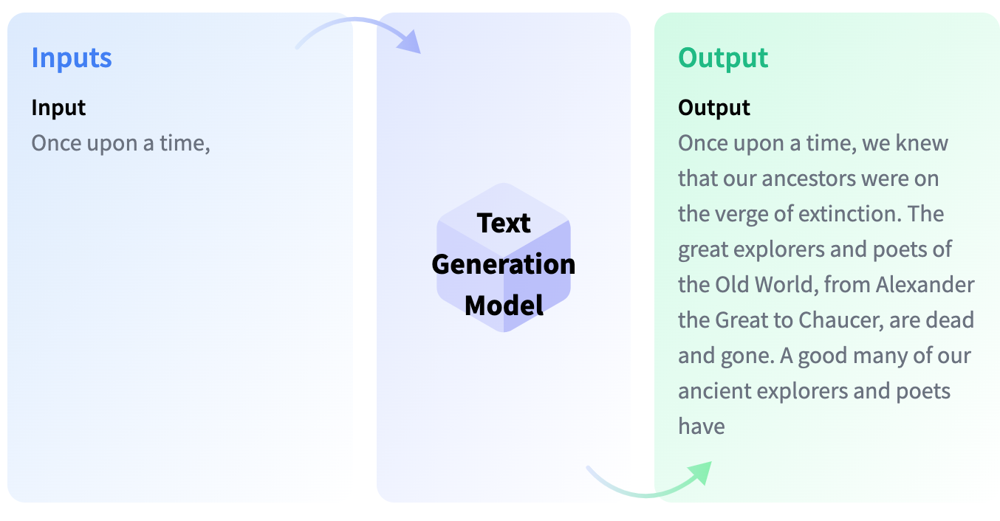 Inputs
Input
Once upon a time,
Text
Generation
Model
Output
Output
Once upon a time, we knew
that our ancestors were on
the verge of extinction. The
great explorers and poets of
the Old World, from Alexander
the Great to Chaucer, are dead
and gone. A good many of our
ancient explorers and poets
have